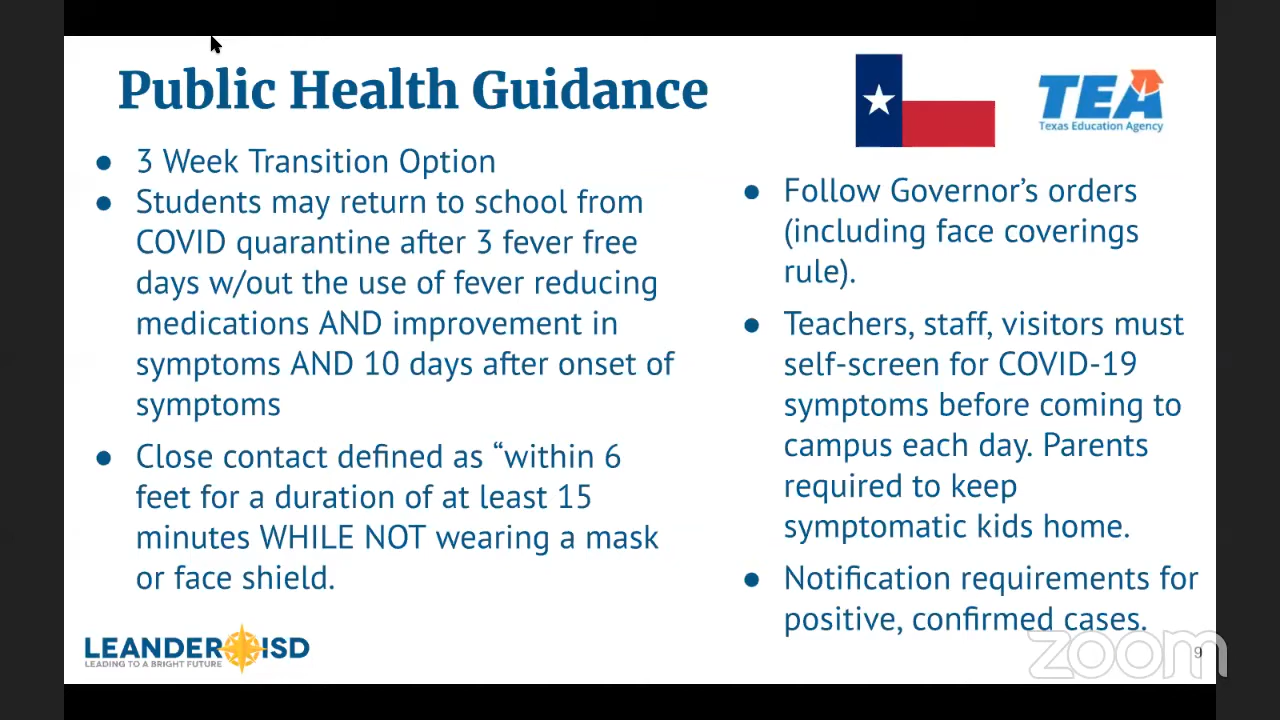 Public Health Guidance
TEA
Texas Education Agency
● 3 Week Transition Option
● Students may return to school from
COVID quarantine after 3 fever free
days w/out the use of fever reducing
medications AND improvement in
symptoms AND 10 days after onset of
symptoms
● Close contact defined as “within 6
feet for a duration of at least 15
minutes WHILE NOT wearing a mask
or face shield.
● Follow Governor’s orders
(including face coverings
rule).
● Teachers, staff, visitors must
self-screen for COVID-19
symptoms before coming to
campus each day. Parents
required to keep
symptomatic kids home.
● Notification requirements for
positive, confirmed cases.
LEANDER ISD
LEADING TO A BRIGHT FUTURE
zoom
9